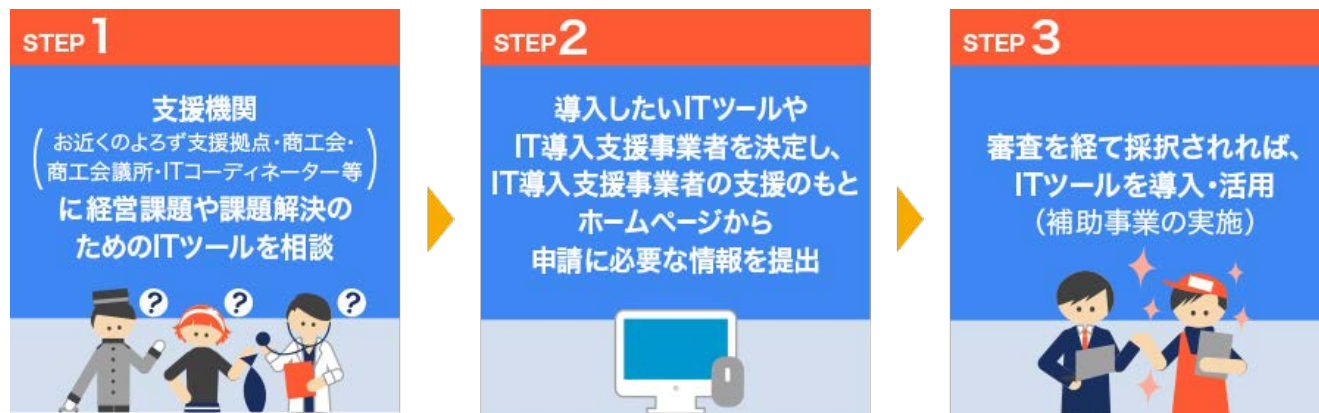 STEP 1
支援機関
(お近くのよろず支援拠点・商工会・
商工会議所・ITコーディネーター等)
に経営課題や課題解決の
ためのITツールを相談
? ? ?
STEP 2
導入したいITツールや
IT導入支援事業者を決定し、
IT導入支援事業者の支援のもと
ホームページから
申請に必要な情報を提出
STEP 3
審査を経て採択されれば、
ITツールを導入・活用
(補助事業の実施)